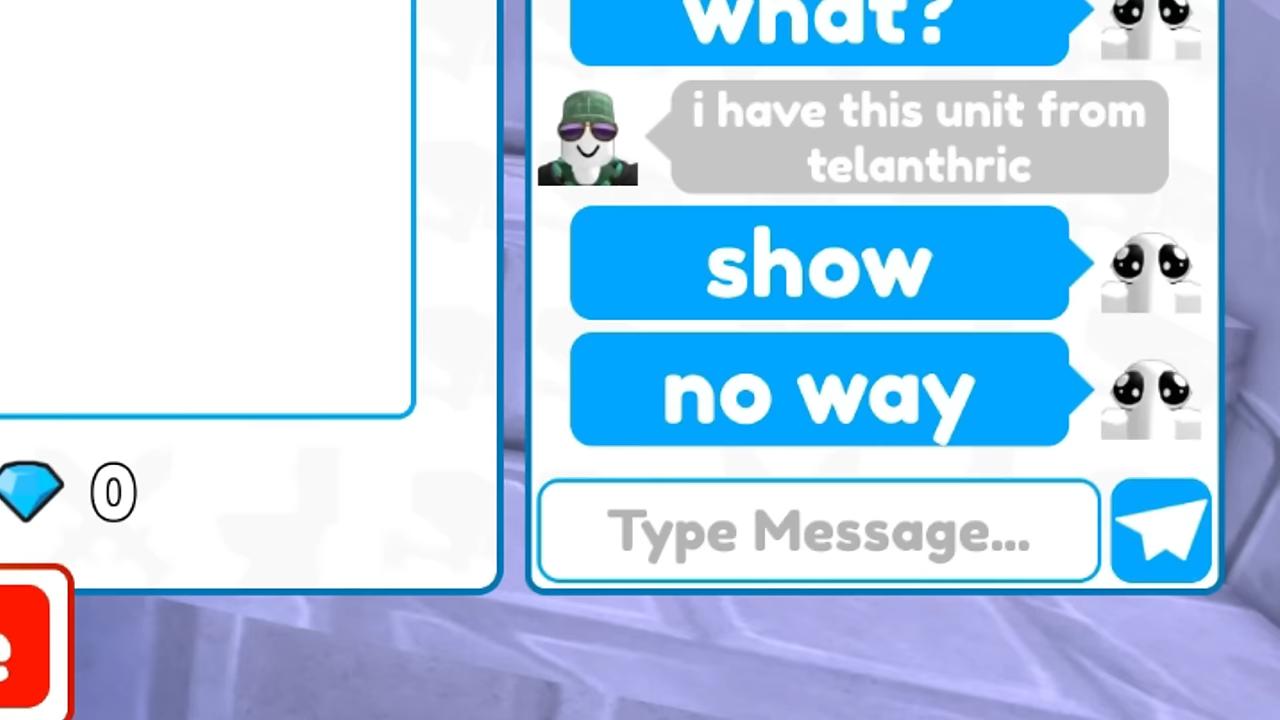 what?
i have this unit from
telanthric
show
no way
0
Type Message...
e